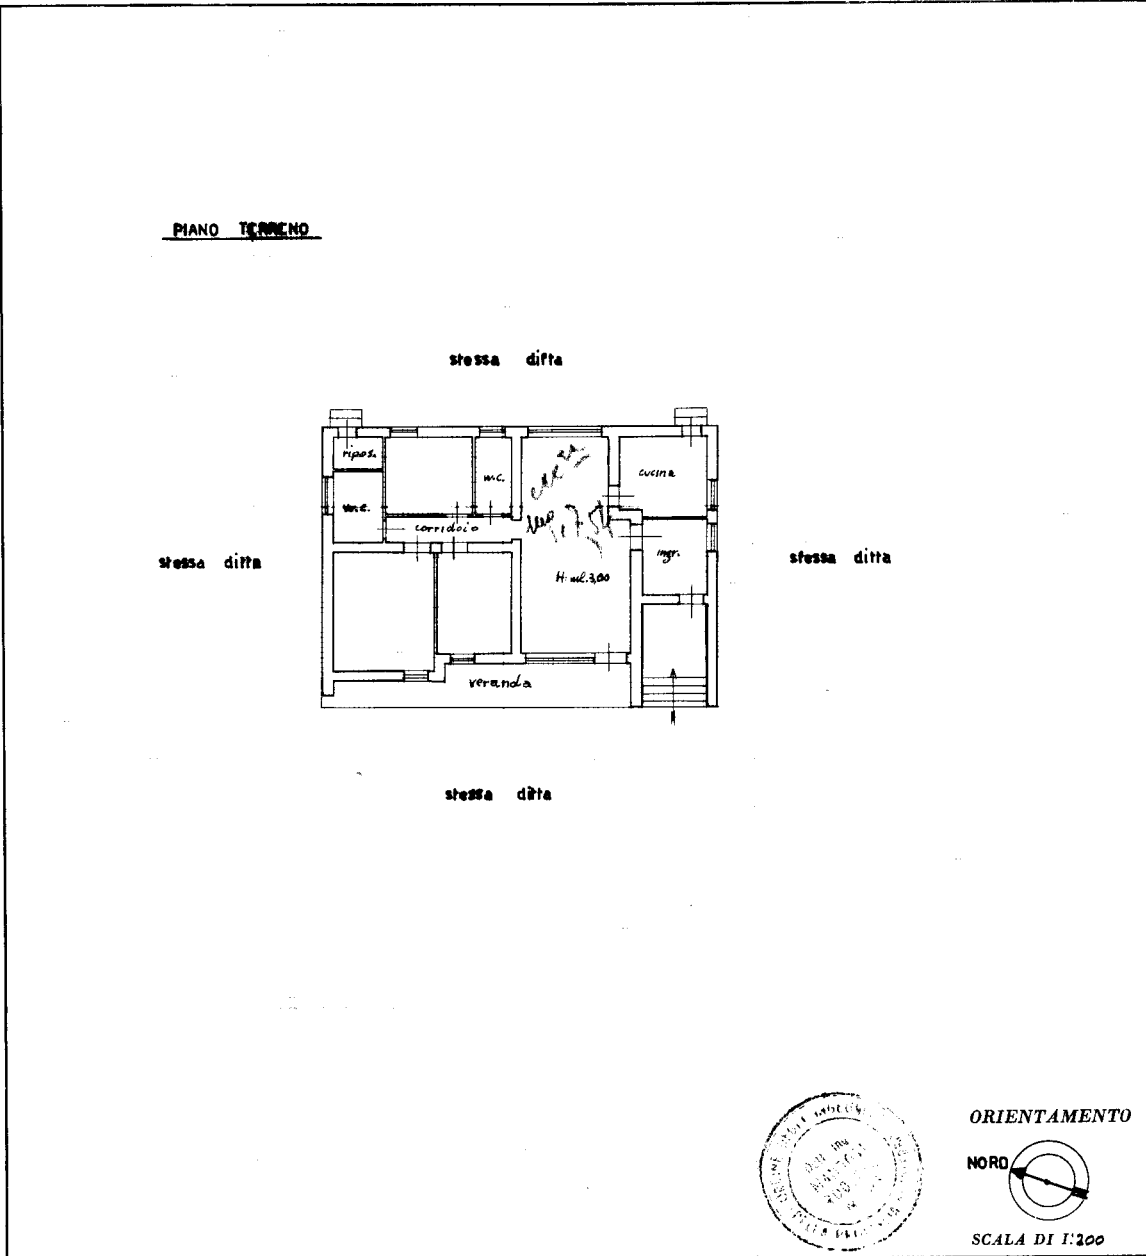 PIANO TERRENO
stessa ditta
ripos.
w.c.
cucina
w.c.
corridoio
ingr.
stessa ditta
stessa ditta
H. ml. 3,00
veranda
stessa ditta
ORIENTAMENTO
NORD
SCALA DI 1:200